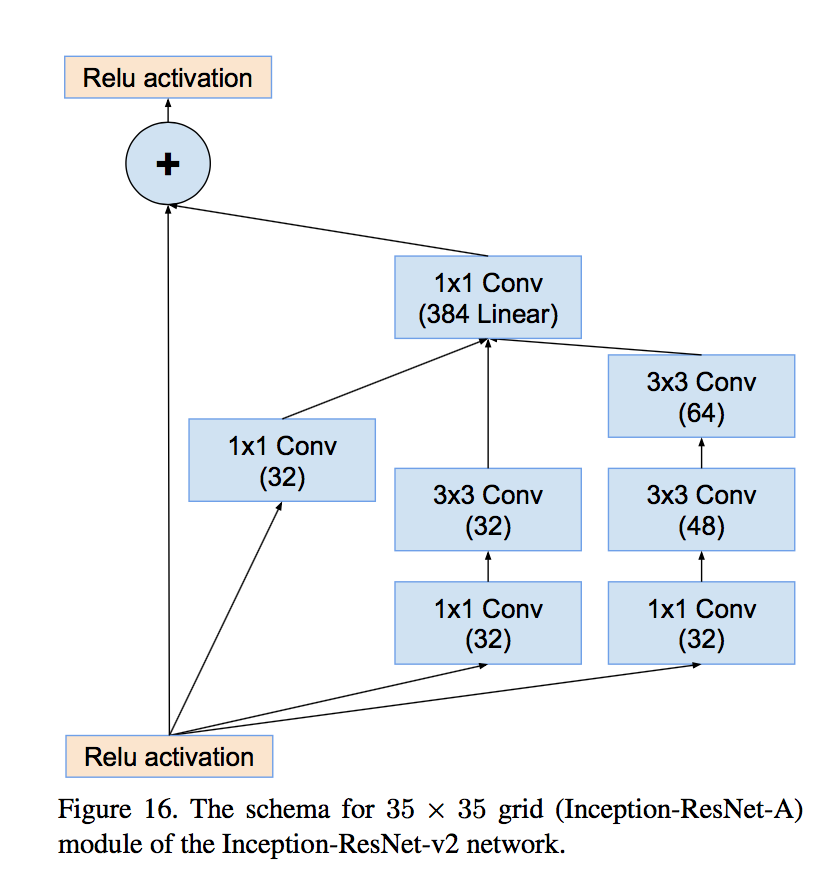 Relu activation
+
1x1 Conv
(384 Linear)
3x3 Conv
(64)
1x1 Conv
(32)
3x3 Conv
(32)
3x3 Conv
(48)
1x1 Conv
(32)
1x1 Conv
(32)
Relu activation
Figure 16. The schema for 35 × 35 grid (Inception-ResNet-A)
module of the Inception-ResNet-v2 network.